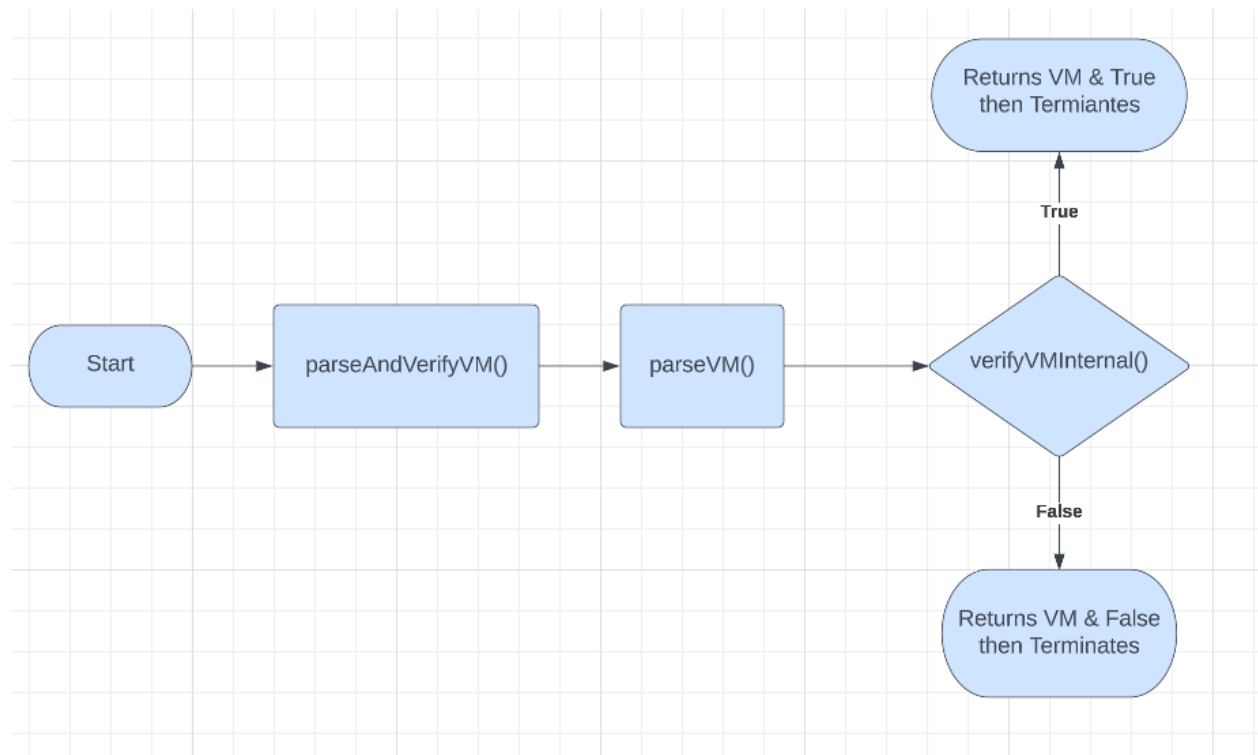 Returns VM & True
then Termiantes
True
Start
parseAndVerifyVM()
parseVM()
verifyVMInternal()
False
Returns VM & False
then Terminates